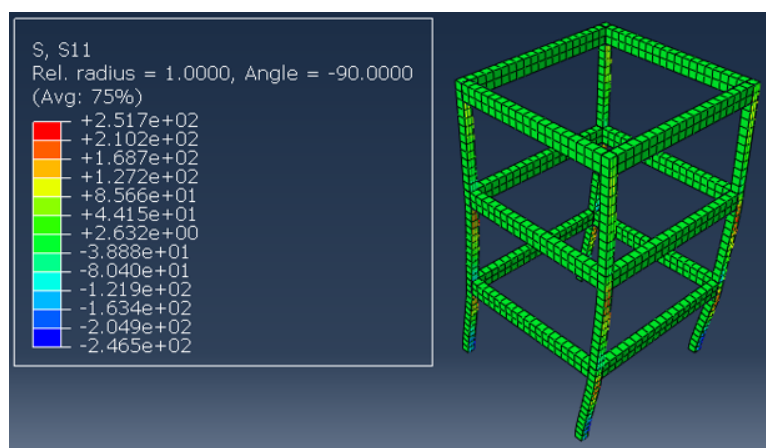 S, S11
Rel. radius = 1.0000, Angle = -90.0000
(Avg: 75%)
+2.517e+02
+2.102e+02
+1.687e+02
+1.272e+02
+8.566e+01
+4.415e+01
+2.632e+00
-3.888e+01
-8.040e+01
-1.219e+02
-1.634e+02
-2.049e+02
-2.465e+02